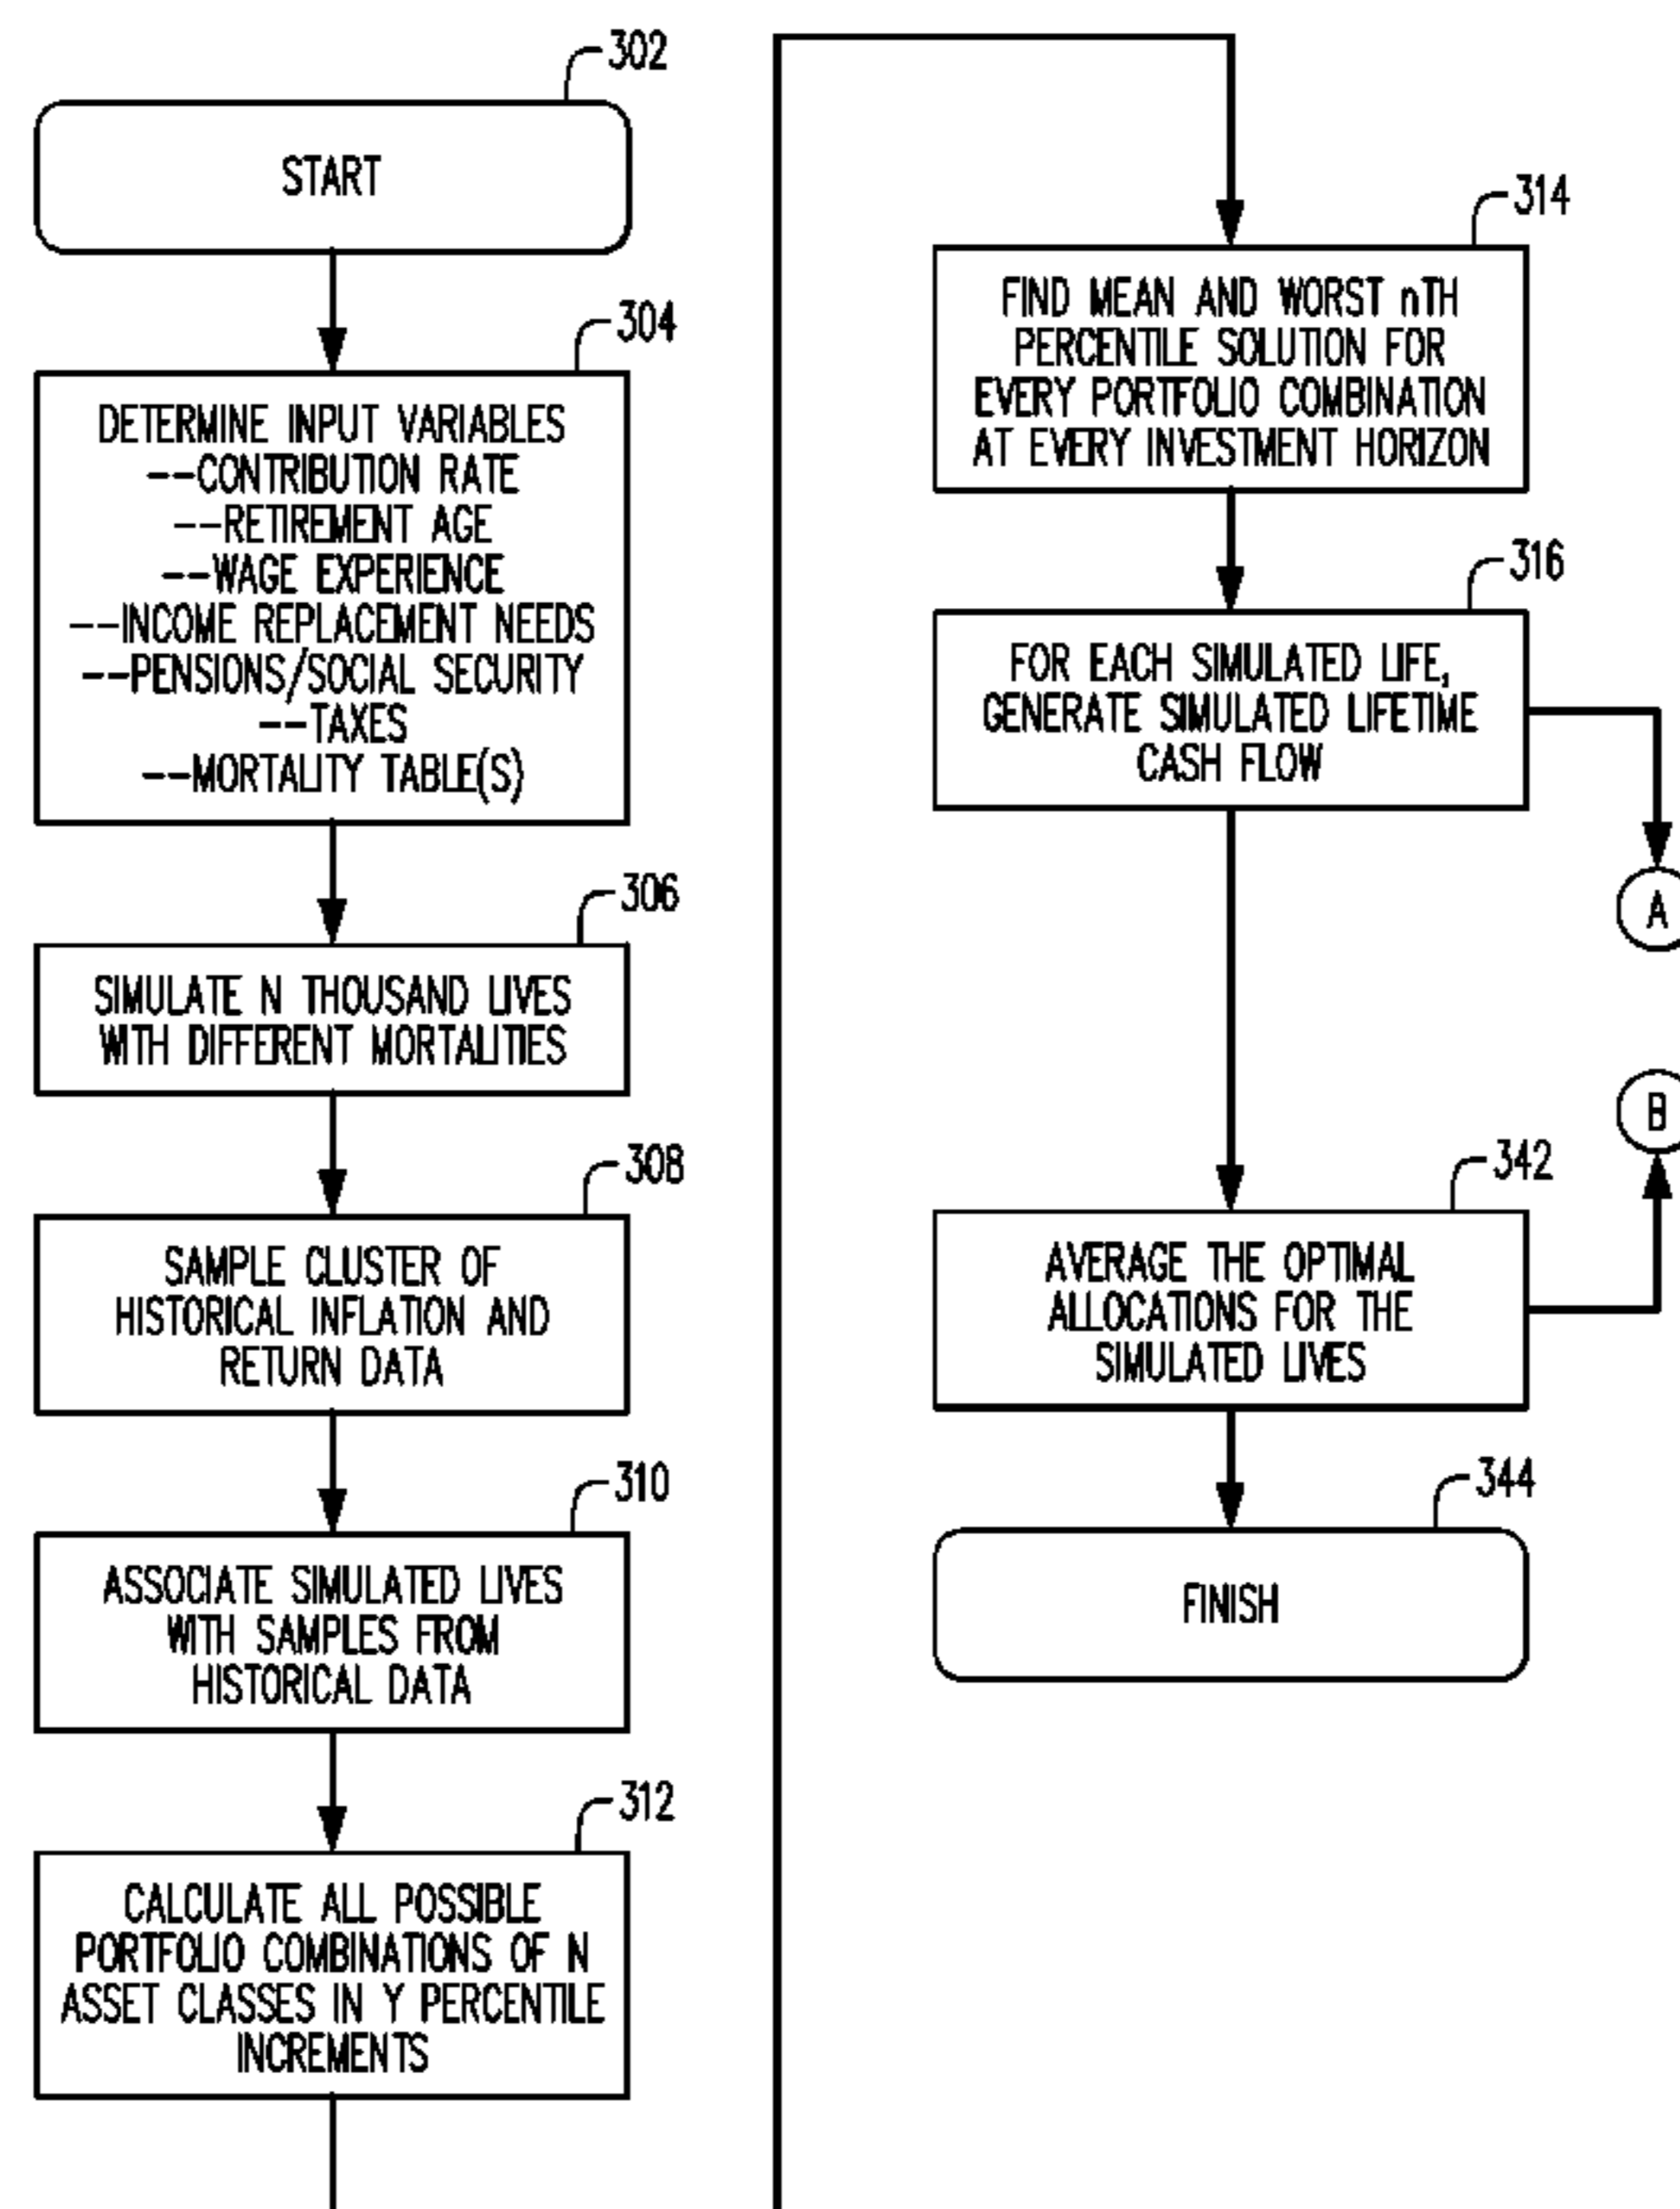 302
START
304
DETERMINE INPUT VARIABLES
--CONTRIBUTION RATE
--RETIREMENT AGE
--WAGE EXPERIENCE
--INCOME REPLACEMENT NEEDS
--PENSIONS/SOCIAL SECURITY
--TAXES
--MORTALITY TABLE(S)
306
SIMULATE N THOUSAND LIVES
WITH DIFFERENT MORTALITIES
308
SAMPLE CLUSTER OF
HISTORICAL INFLATION AND
RETURN DATA
310
ASSOCIATE SIMULATED LIVES
WITH SAMPLES FROM
HISTORICAL DATA
312
CALCULATE ALL POSSIBLE
PORTFOLIO COMBINATIONS OF N
ASSET CLASSES IN Y PERCENTILE
INCREMENTS
314
FIND MEAN AND WORST nTH
PERCENTILE SOLUTION FOR
EVERY PORTFOLIO COMBINATION
AT EVERY INVESTMENT HORIZON
316
FOR EACH SIMULATED LIFE,
GENERATE SIMULATED LIFETIME
CASH FLOW
A
B
342
AVERAGE THE OPTIMAL
ALLOCATIONS FOR THE
SIMULATED LIVES
344
FINISH